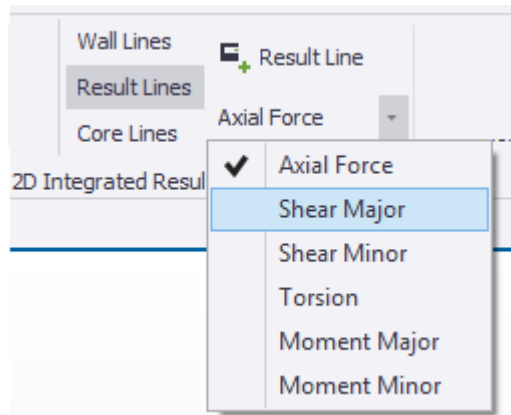 Wall Lines
Result Lines
Core Lines
Result Line
Axial Force
2D Integrated Resul
Axial Force
Shear Major
Shear Minor
Torsion
Moment Major
Moment Minor